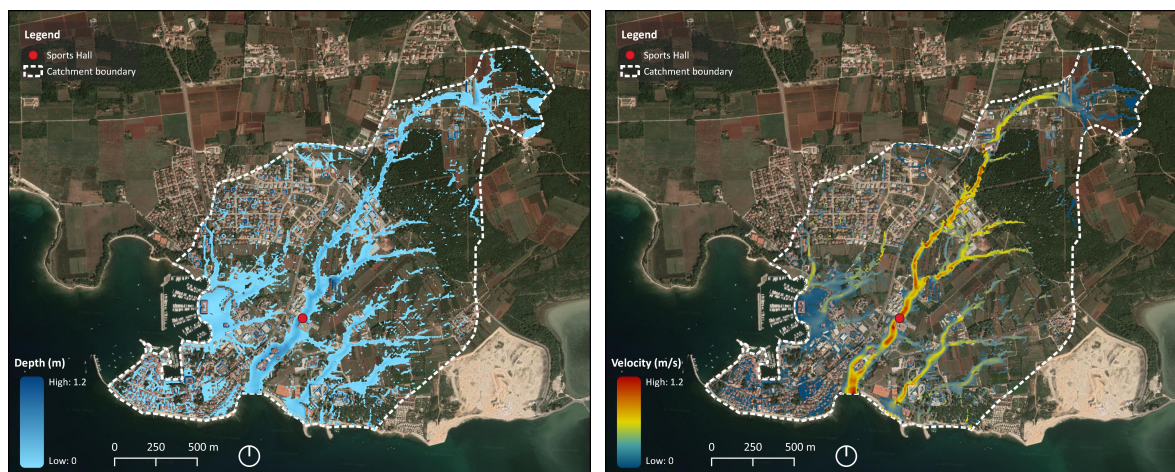 Legend
Sports Hall
Catchment boundary
Depth (m)
High: 1.2
Low: 0
0 250 500 m
Legend
Sports Hall
Catchment boundary
Velocity (m/s)
High: 1.2
Low: 0
0 250 500 m